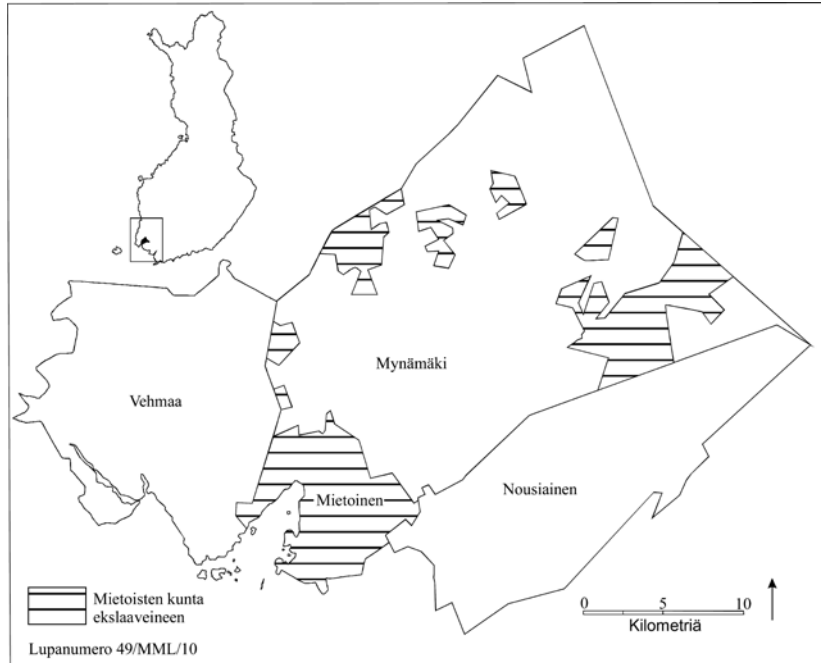 Mynämäki
Vehmaa
Nousiainen
Mietoinen
Mietoisten kunta
ekslaaveineen
0 5 10
Kilometriä
Lupanumero 49/MML/10